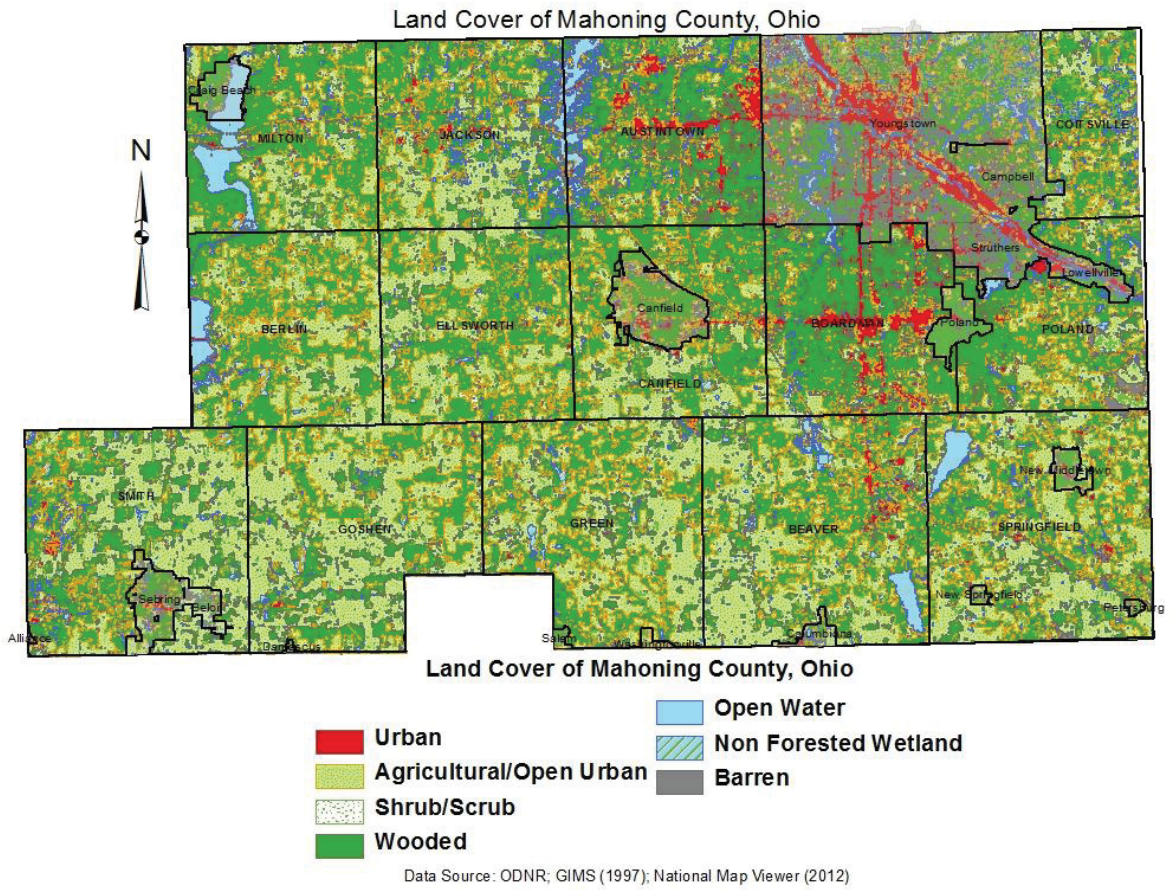 Land Cover of Mahoning County, Ohio
Craig Beach
MILTON
JACKSON
AUSTINTOWN
Youngstown
COITSVILLE
N
Campbell
Struthers
Lowellville
BERLIN
ELLSWORTH
Canfield
BOARDMAN
Poland
POLAND
CANFIELD
New Middletown
SMITH
GOSHEN
GREEN
BEAVER
SPRINGFIELD
Sebring
Beloit
New Springfield
Petersburg
Alliance
Damascus
Salem
Washingtonville
Columbiana
Land Cover of Mahoning County, Ohio
Urban
Agricultural/Open Urban
Shrub/Scrub
Wooded
Open Water
Non Forested Wetland
Barren
Data Source: ODNR; GIMS (1997); National Map Viewer (2012)